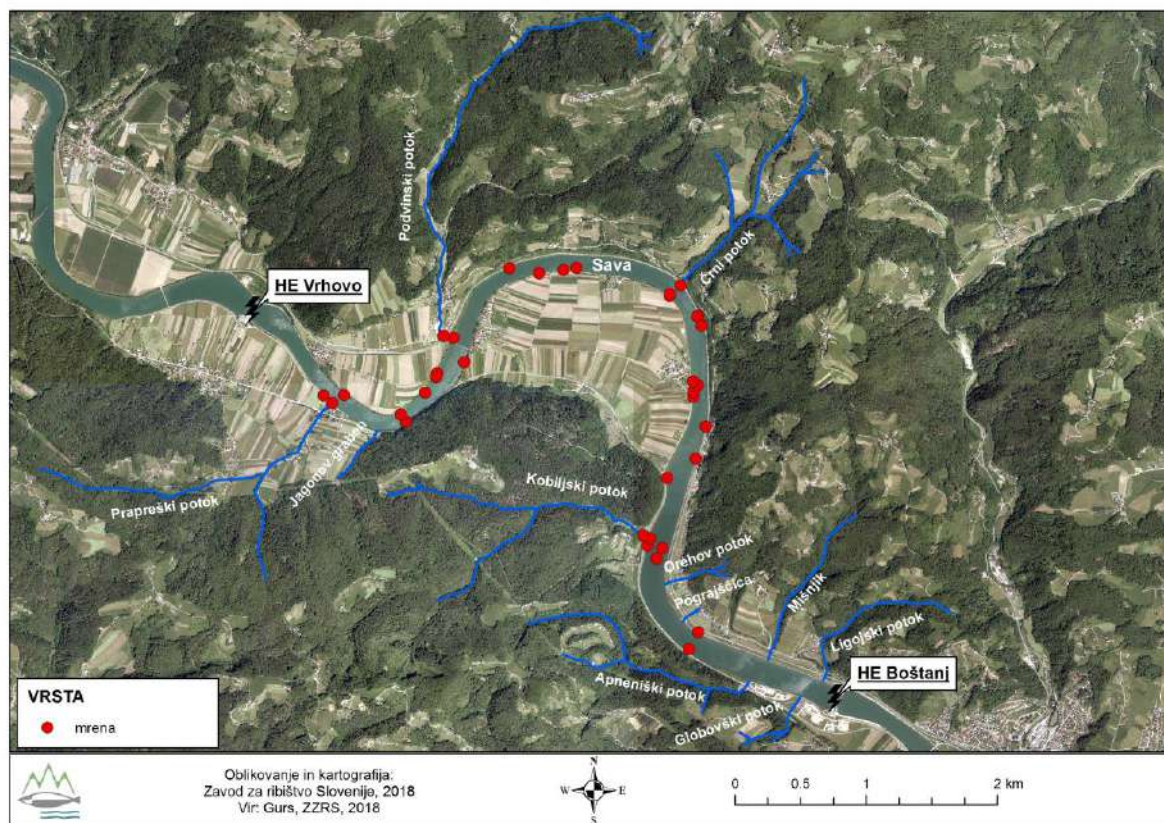 Podvinski potok
Črni potok
Sava
HE Vrhovo
Jagonov graben
Prapreški potok
Kobiljski potok
Orehov potok
Pograjščica
Mišnjik
Ligojski potok
Apneniški potok
Globovški potok
HE Boštanj
VRSTA
mrena
Oblikovanje in kartografija:
Zavod za ribištvo Slovenije, 2018
Vir: Gurs, ZZRS, 2018
N
W E
S
0 0.5 1 2 km